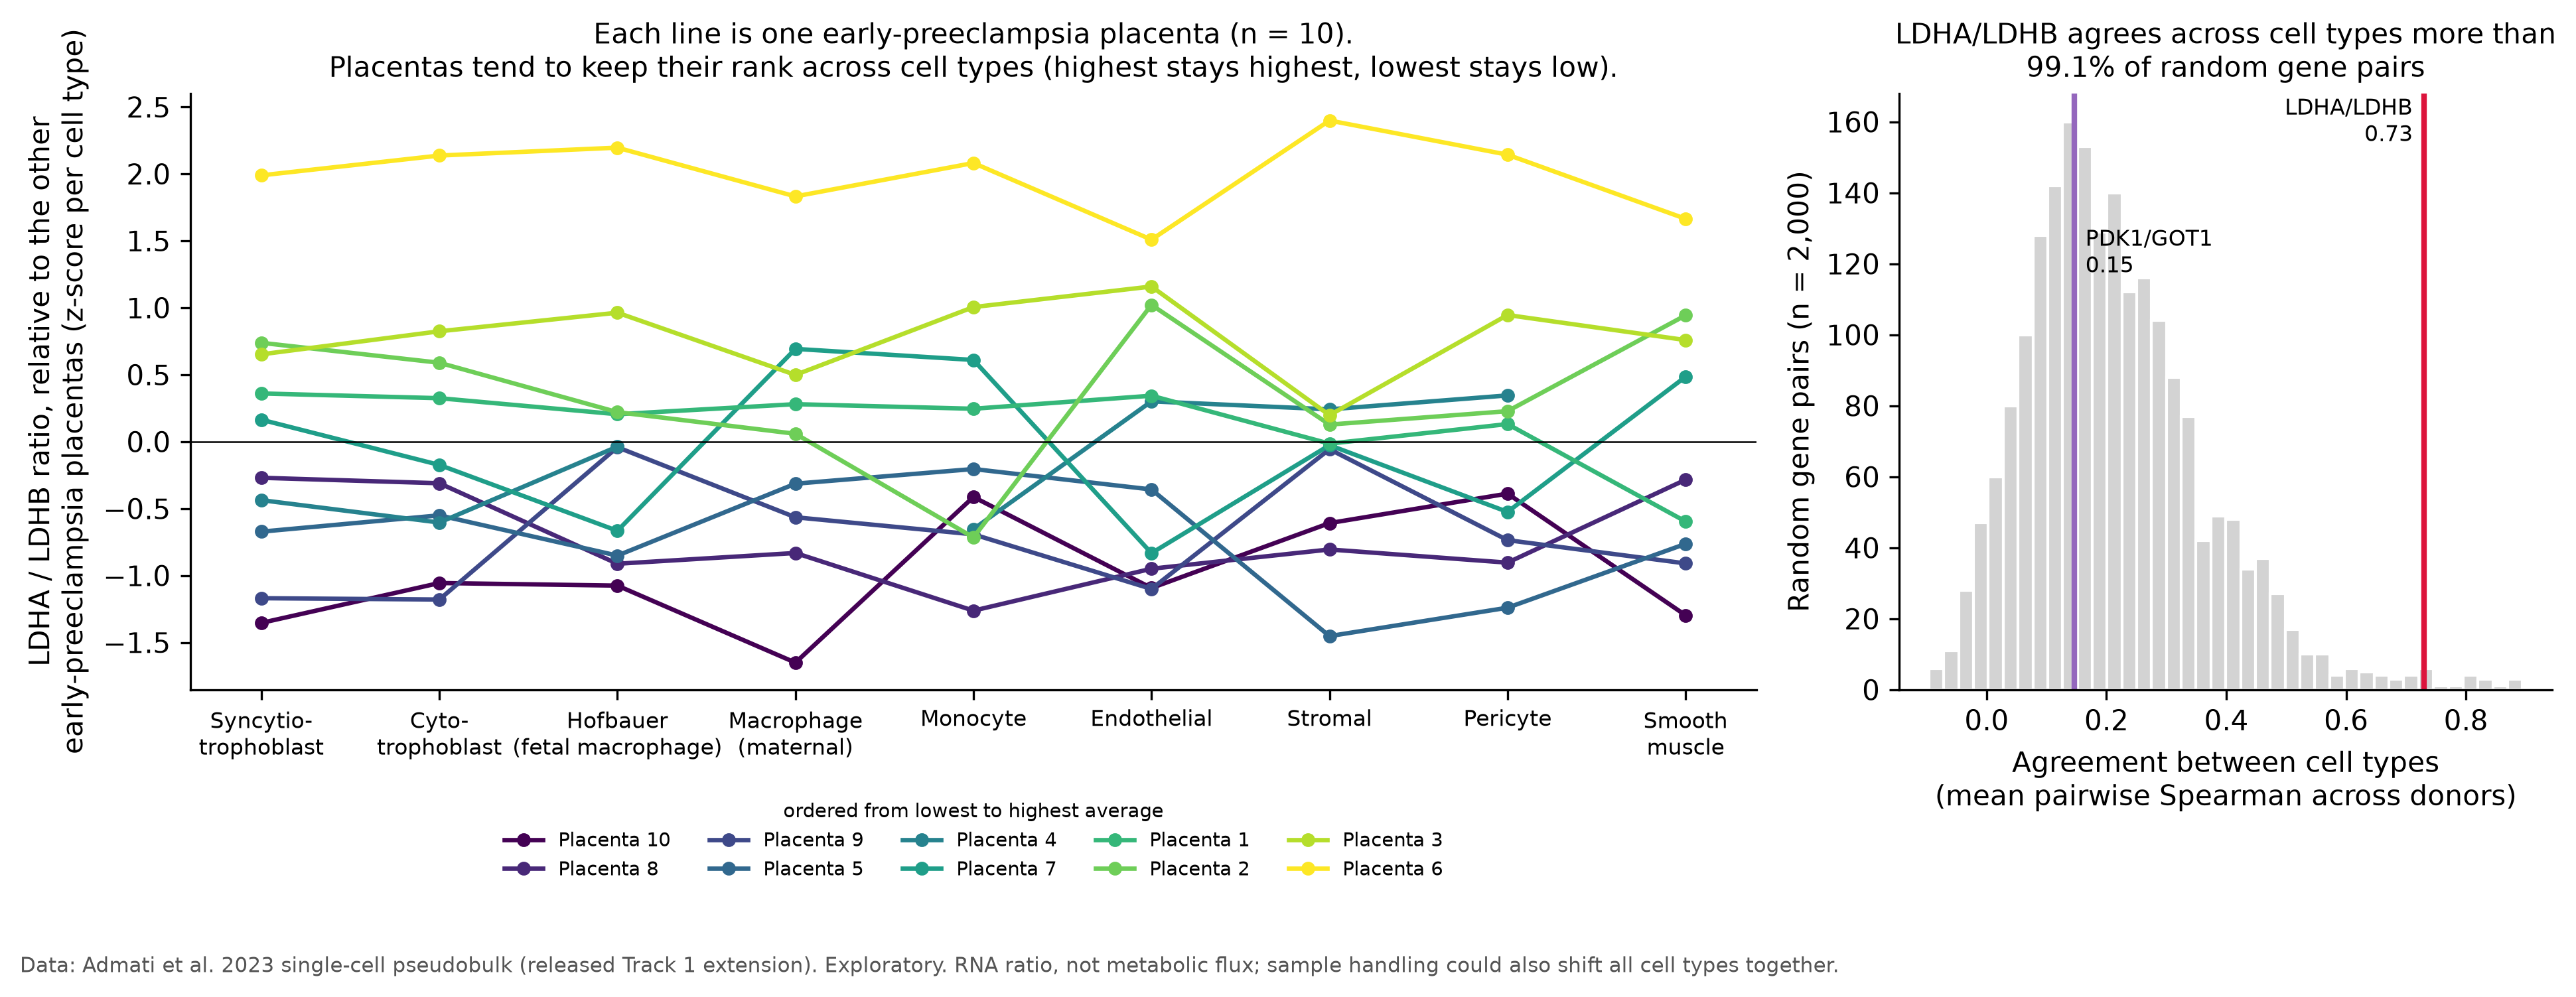 Each line is one early-preeclampsia placenta (n = 10).
Placentas tend to keep their rank across cell types (highest stays highest, lowest stays low).
LDHA / LDHB ratio, relative to the other
early-preeclampsia placentas (z-score per cell type)
2.5
2.0
1.5
1.0
0.5
0.0
−0.5
−1.0
−1.5
Syncytio-
trophoblast
Cyto-
trophoblast
Hofbauer
(fetal macrophage)
Macrophage
(maternal)
Monocyte
Endothelial
Stromal
Pericyte
Smooth
muscle
ordered from lowest to highest average
Placenta 10
Placenta 9
Placenta 4
Placenta 1
Placenta 3
Placenta 8
Placenta 5
Placenta 7
Placenta 2
Placenta 6
LDHA/LDHB agrees across cell types more than
99.1% of random gene pairs
Random gene pairs (n = 2,000)
160
140
120
100
80
60
40
20
0
LDHA/LDHB
0.73
PDK1/GOT1
0.15
0.0
0.2
0.4
0.6
0.8
Agreement between cell types
(mean pairwise Spearman across donors)
Data: Admati et al. 2023 single-cell pseudobulk (released Track 1 extension). Exploratory. RNA ratio, not metabolic flux; sample handling could also shift all cell types together.